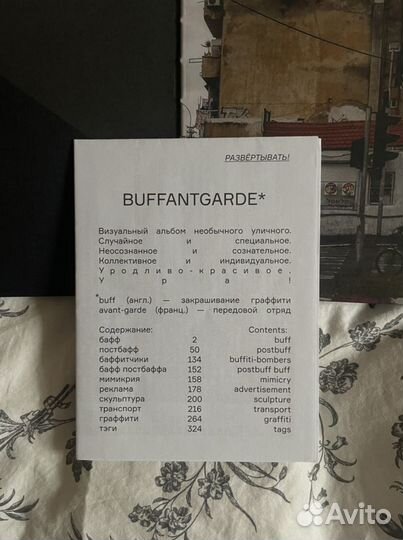 РАЗВЁРТЫВАТЬ!
BUFFANTGARDE*
Визуальный альбом необычного уличного.
Случайное и специальное.
Неосознанное и сознательное.
Коллективное и индивидуальное.
Уродливо-красивое.
Ура!
*buff (англ.) — закрашивание граффити
avant-garde (франц.) — передовой отряд
Содержание: Contents:
бафф 2 buff
постбафф 50 postbuff
баффитчики 134 buffiti-bombers
бафф постбаффа 152 postbuff buff
мимикрия 158 mimicry
реклама 178 advertisement
скульптура 200 sculpture
транспорт 216 transport
граффити 264 graffiti
тэги 324 tags
Avito